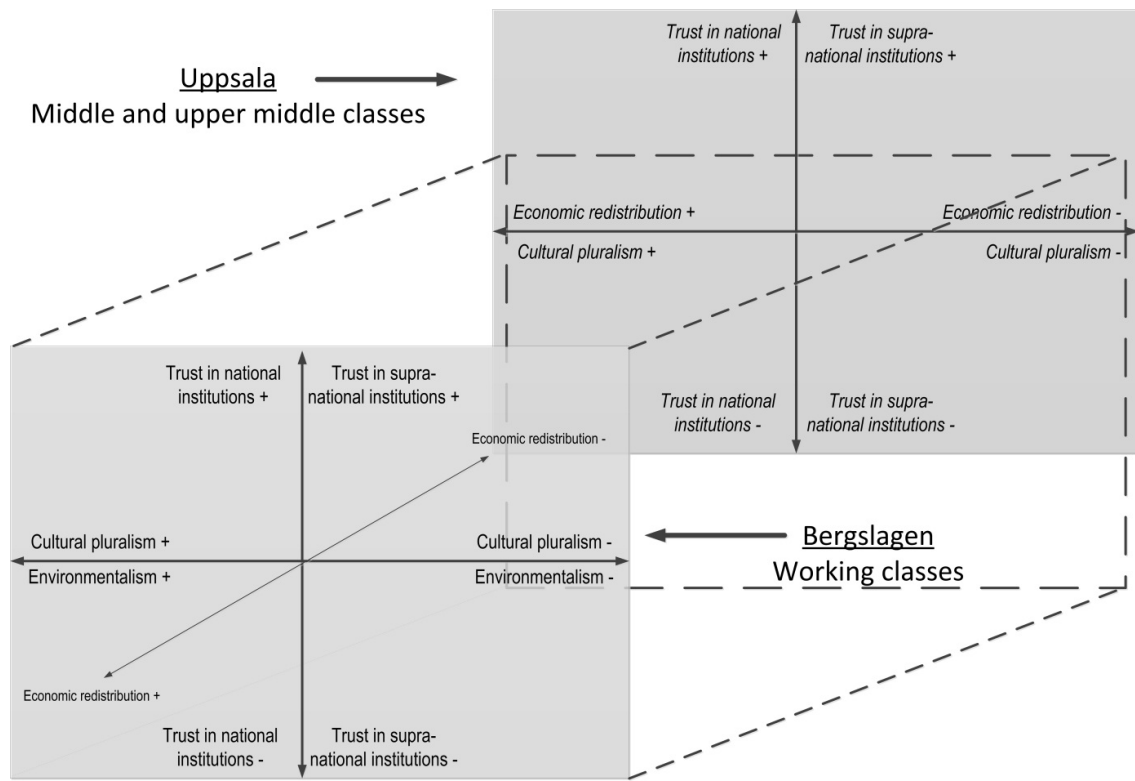 Trust in national
institutions +
Trust in supra-
national institutions +
Uppsala
Middle and upper middle classes
Economic redistribution +
Economic redistribution -
Cultural pluralism +
Cultural pluralism -
Trust in national
institutions -
Trust in supra-
national institutions -
Trust in national
institutions +
Trust in supra-
national institutions +
Economic redistribution -
Cultural pluralism +
Cultural pluralism -
Environmentalism +
Environmentalism -
Economic redistribution +
Trust in national
institutions -
Trust in supra-
national institutions -
Bergslagen
Working classes